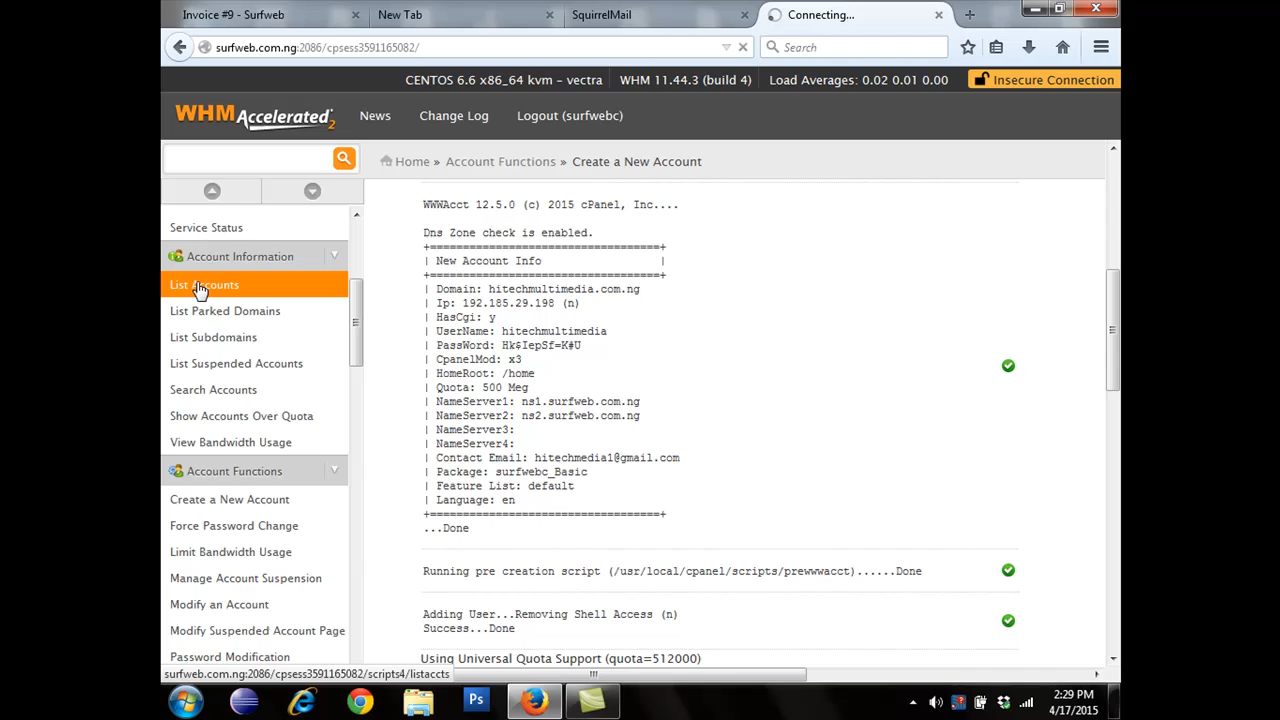 Invoice #9 - Surfweb
New Tab
SquirrelMail
Connecting...
surfweb.com.ng:2086/cpsess3591165082/
Search
CENTOS 6.6 x86_64 kvm – vectra
WHM 11.44.3 (build 4)
Load Averages: 0.02 0.01 0.00
Insecure Connection
WHM Accelerated2
News
Change Log
Logout (surfwebc)
Home » Account Functions » Create a New Account
Service Status
Account Information
List Accounts
List Parked Domains
List Subdomains
List Suspended Accounts
Search Accounts
Show Accounts Over Quota
View Bandwidth Usage
Account Functions
Create a New Account
Force Password Change
Limit Bandwidth Usage
Manage Account Suspension
Modify an Account
Modify Suspended Account Page
Password Modification
WWWAcct 12.5.0 (c) 2015 cPanel, Inc....
Dns Zone check is enabled.
+===================================+
| New Account Info |
+===================================+
| Domain: hitechmultimedia.com.ng
| Ip: 192.185.29.198 (n)
| HasCgi: y
| UserName: hitechmultimedia
| PassWord: Hk$IepSf=K#U
| CpanelMod: x3
| HomeRoot: /home
| Quota: 500 Meg
| NameServer1: ns1.surfweb.com.ng
| NameServer2: ns2.surfweb.com.ng
| NameServer3:
| NameServer4:
| Contact Email: hitechmedia1@gmail.com
| Package: surfwebc_Basic
| Feature List: default
| Language: en
+===================================+
...Done
Running pre creation script (/usr/local/cpanel/scripts/prewwwacct)......Done
Adding User...Removing Shell Access (n)
Success...Done
Using Universal Quota Support (quota=512000)
surfweb.com.ng:2086/cpsess3591165082/scripts4/listaccts
Ps
2:29 PM
4/17/2015